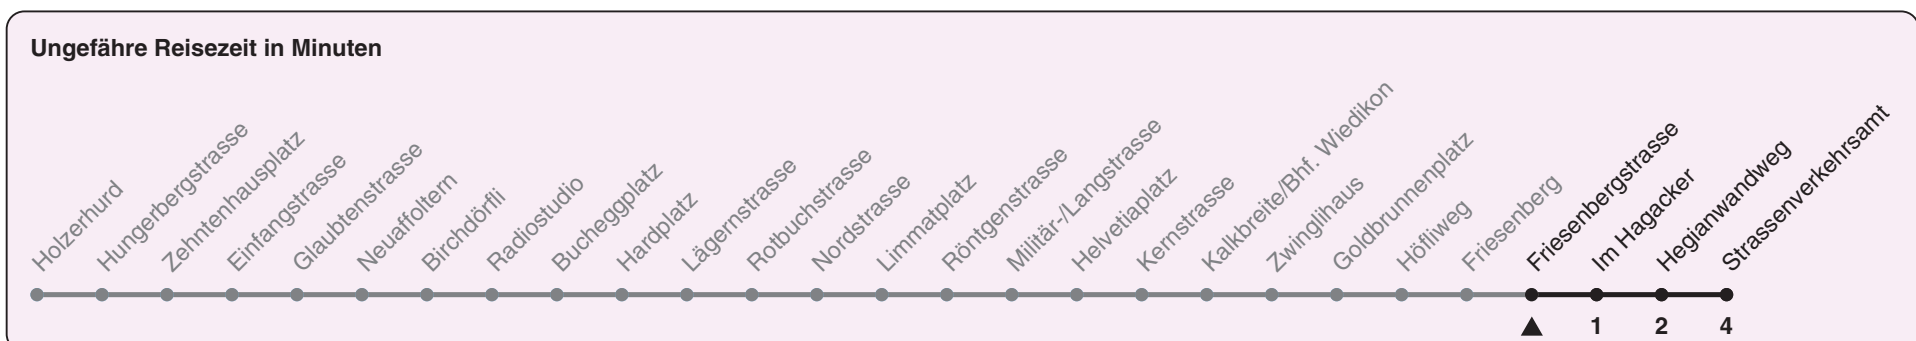 Ungefähre Reisezeit in Minuten
Holzerhurd
Hungerbergstrasse
Zehntenhausplatz
Einfangstrasse
Glaubtenstrasse
Neuaffoltern
Birchdörfli
Radiostudio
Bucheggplatz
Hardplatz
Lägernstrasse
Rotbuchstrasse
Nordstrasse
Limmatplatz
Röntgenstrasse
Militär-/Langstrasse
Helvetiaplatz
Kernstrasse
Kalkbreite/Bhf. Wiedikon
Zwinglihaus
Goldbrunnenplatz
Höfliweg
Friesenberg
Friesenbergstrasse
Im Hagacker
Hegianwandweg
Strassenverkehrsamt
1 2 4